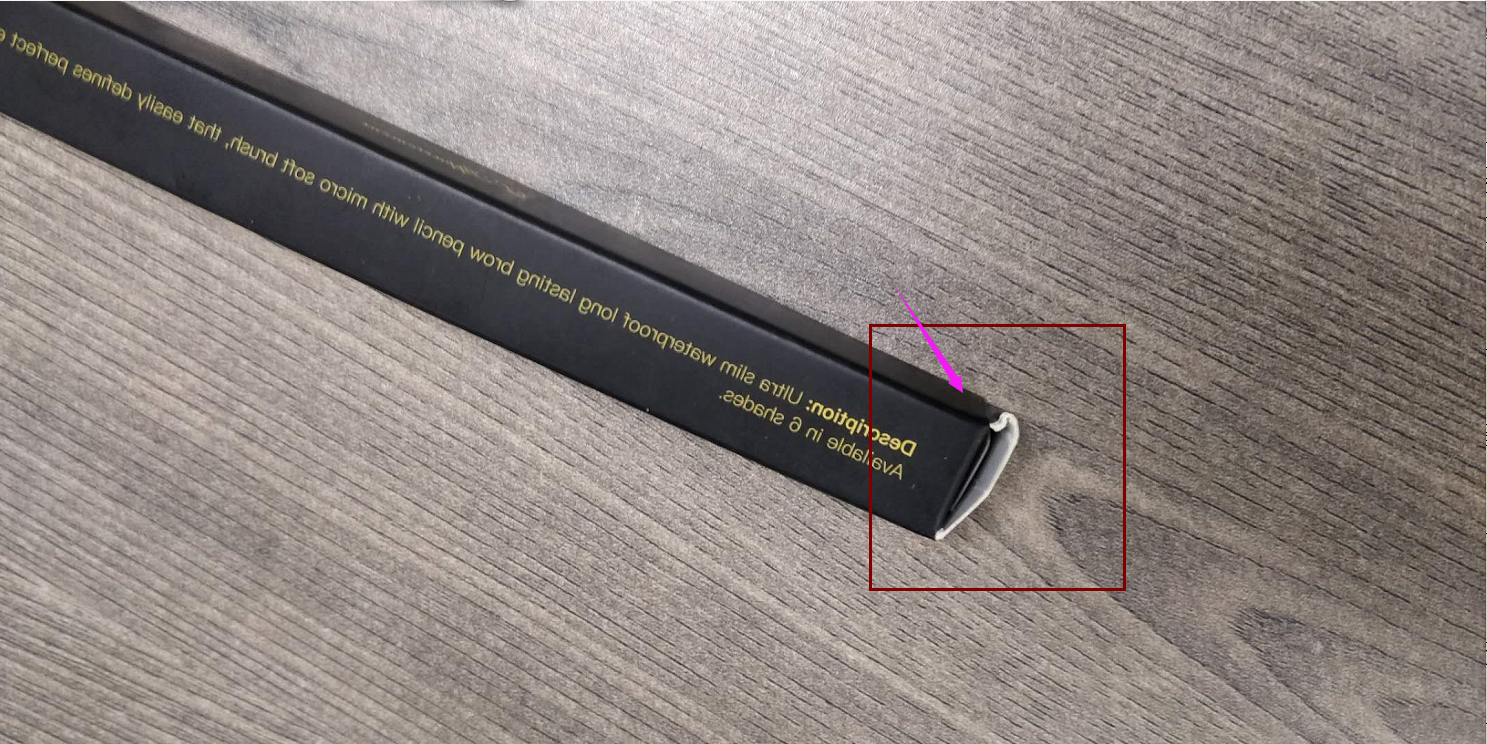 Description: Ultra slim waterproof long lasting brow pencil with micro soft brush, that easily defines perfect
Available in 6 shades.